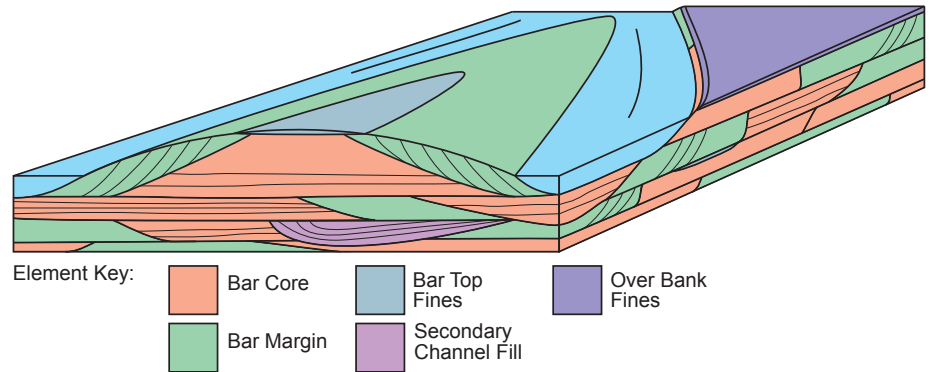 Element Key:
Bar Core
Bar Top
Fines
Over Bank
Fines
Bar Margin
Secondary
Channel Fill